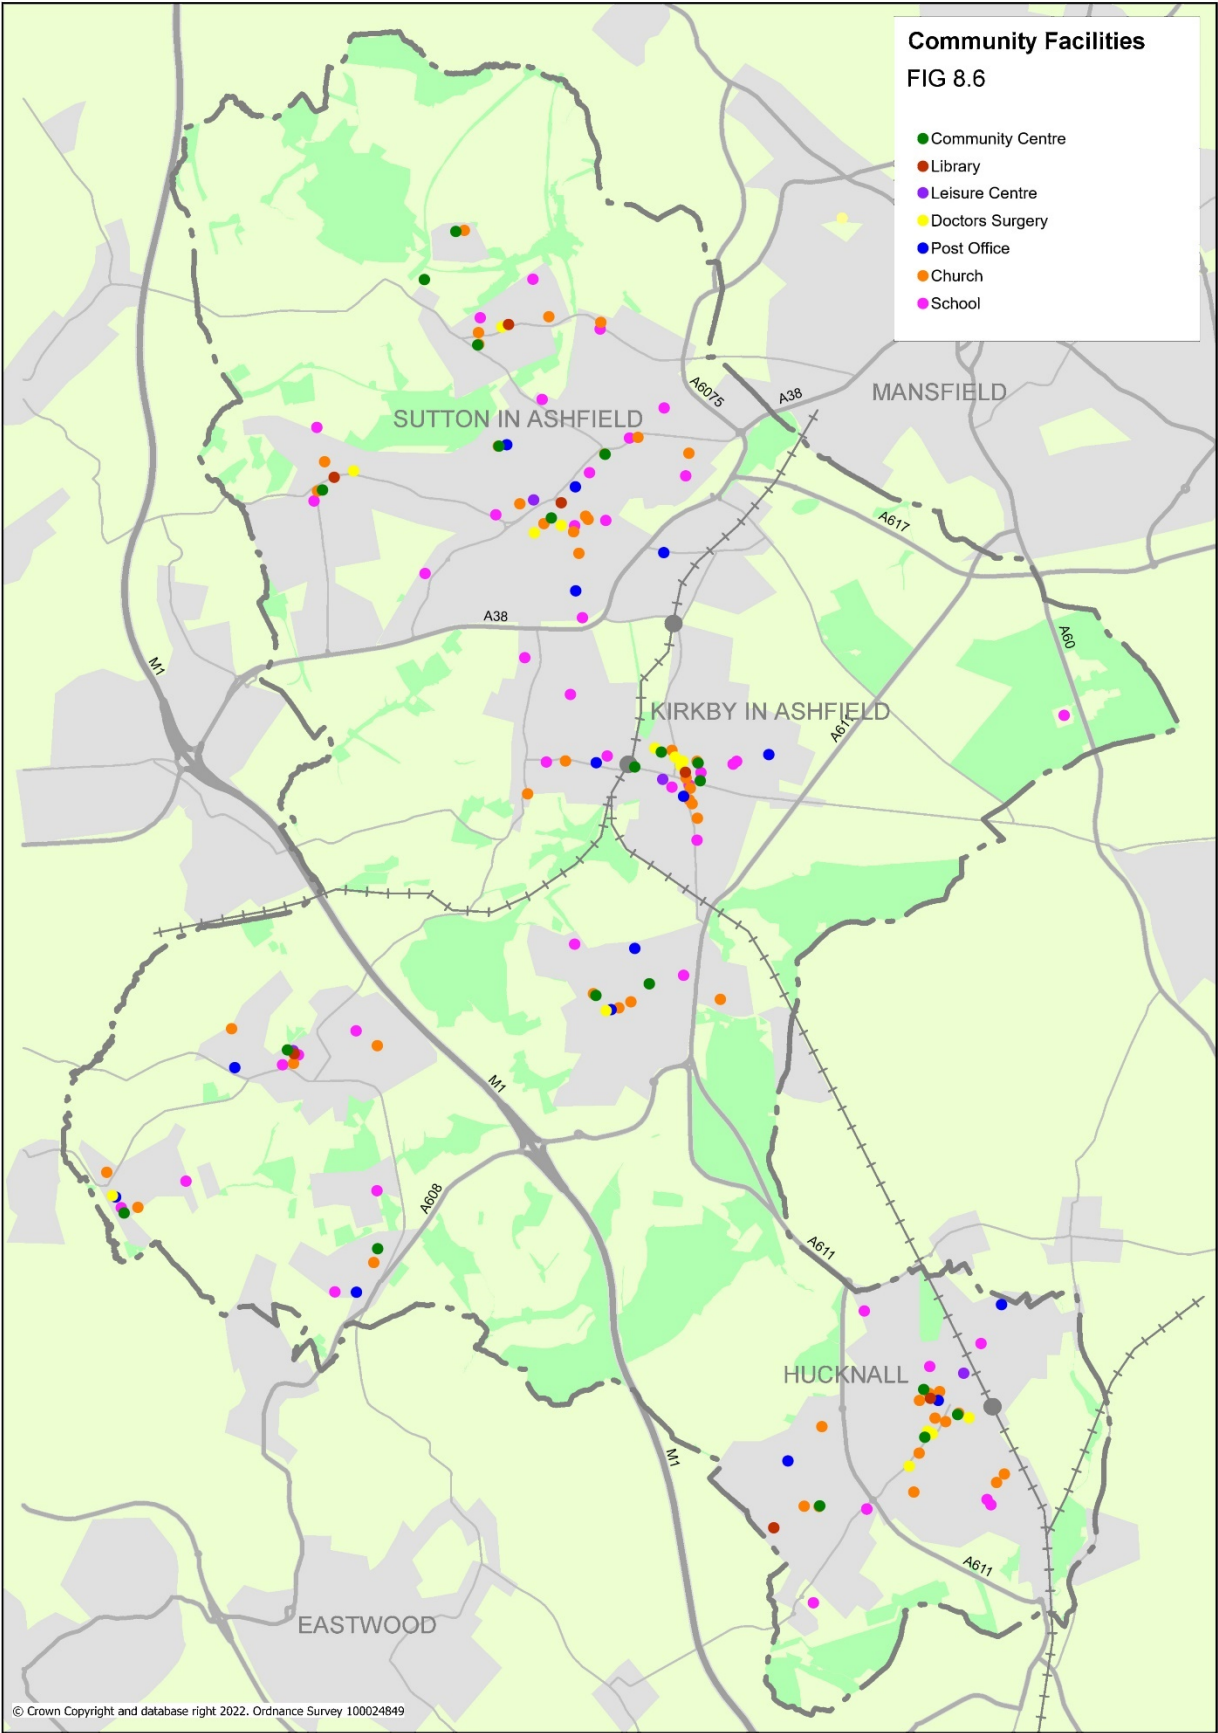 Community Facilities
FIG 8.6
Community Centre
Library
Leisure Centre
Doctors Surgery
Post Office
Church
School
MANSFIELD
A6075
A38
SUTTON IN ASHFIELD
A617
A38
A60
M1
KIRKBY IN ASHFIELD
A611
M1
A608
A611
HUCKNALL
M1
A611
EASTWOOD
© Crown Copyright and database right 2022. Ordnance Survey 100024849